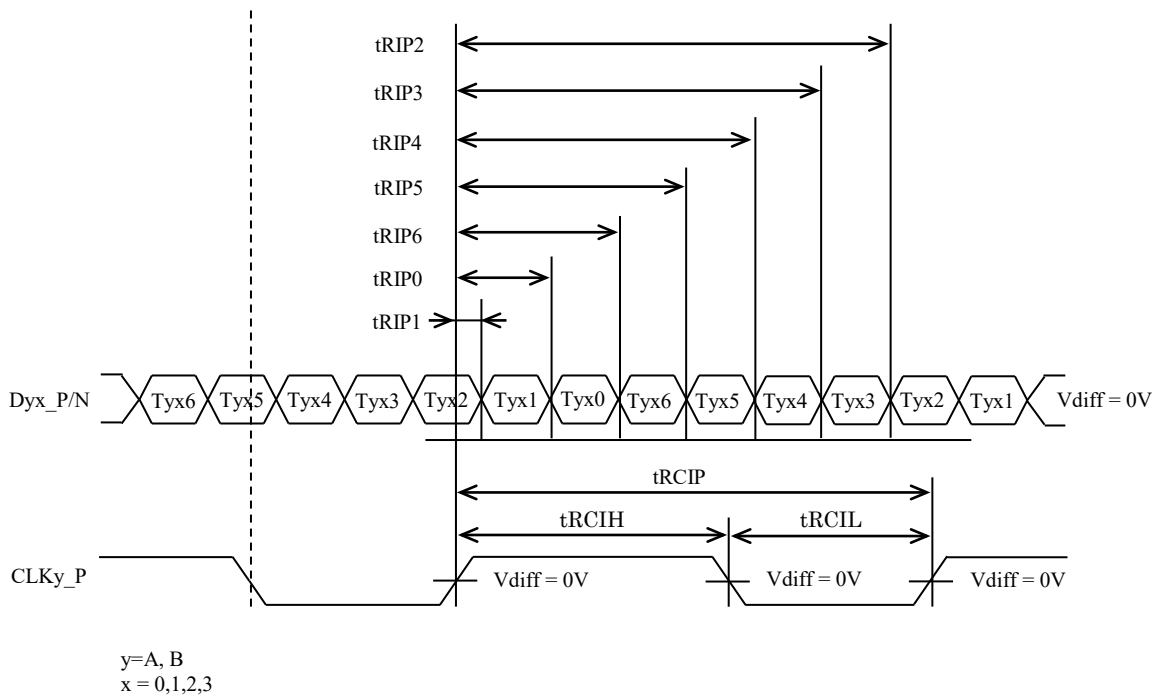 tRIP2
tRIP3
tRIP4
tRIP5
tRIP6
tRIP0
tRIP1
Dyx_P/N Tyx6 Tyx5 Tyx4 Tyx3 Tyx2 Tyx1 Tyx0 Tyx6 Tyx5 Tyx4 Tyx3 Tyx2 Tyx1 Vdiff = 0V
tRCIP
tRCIH tRCIL
CLKy_P Vdiff = 0V Vdiff = 0V Vdiff = 0V
y=A, B
x = 0,1,2,3